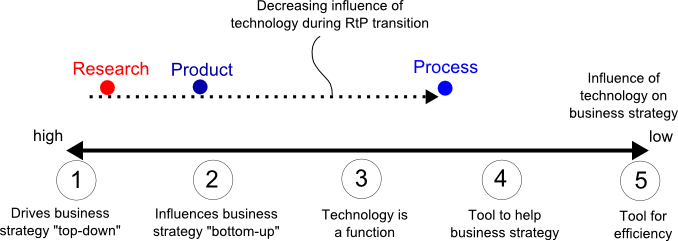 Decreasing influence of
technology during RtP transition
Research
Product
Process
Influence of
technology on
business strategy
high
low
1
2
3
4
5
Drives business
strategy "top-down"
Influences business
strategy "bottom-up"
Technology is
a function
Tool to help
business strategy
Tool for
efficiency